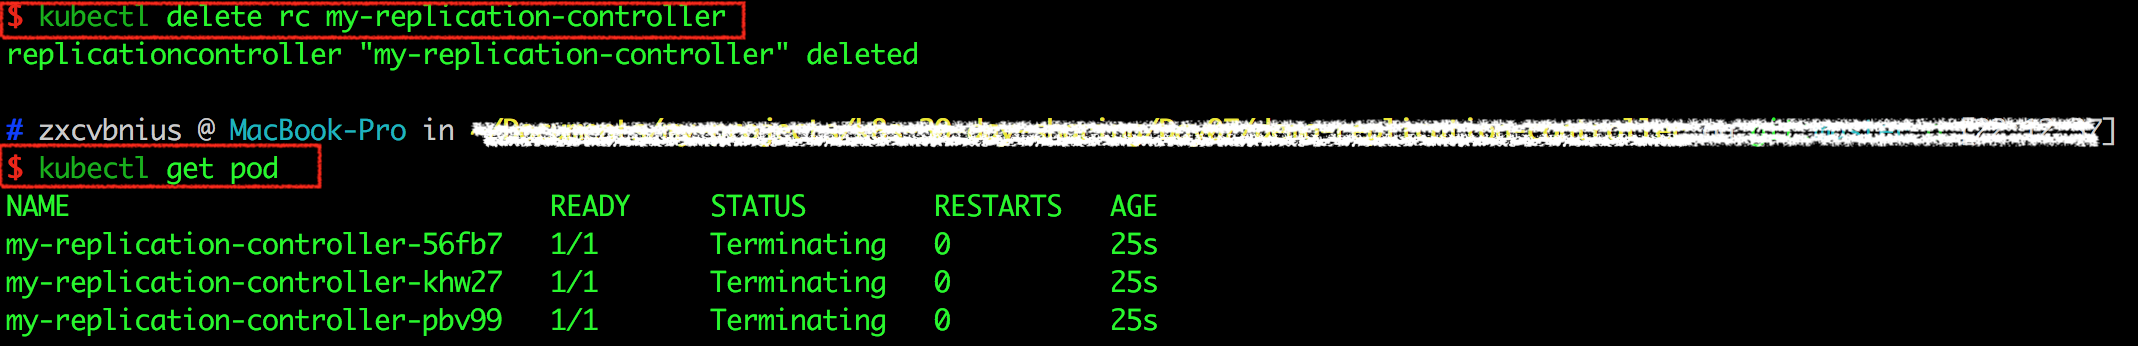 $ kubectl delete rc my-replication-controller
replicationcontroller "my-replication-controller" deleted
# zxcvbnius @ MacBook-Pro in
$ kubectl get pod
NAME READY STATUS RESTARTS AGE
my-replication-controller-56fb7 1/1 Terminating 0 25s
my-replication-controller-khw27 1/1 Terminating 0 25s
my-replication-controller-pbv99 1/1 Terminating 0 25s